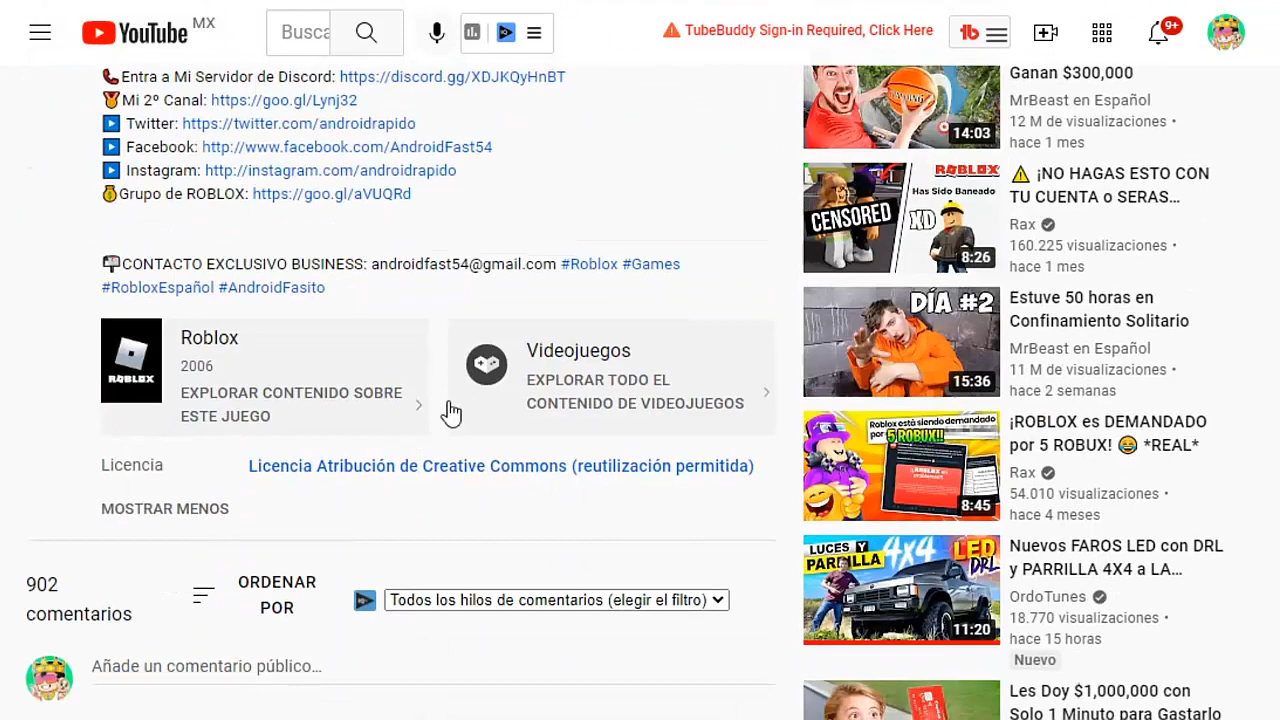 YouTube MX
Busca
TubeBuddy Sign-in Required, Click Here
tb
9+
📞Entra a Mi Servidor de Discord: https://discord.gg/XDJKQyHnBT
🏅Mi 2º Canal: https://goo.gl/Lynj32
▶️ Twitter: https://twitter.com/androidrapido
▶️ Facebook: http://www.facebook.com/AndroidFast54
▶️ Instagram: http://instagram.com/androidrapido
🥇Grupo de ROBLOX: https://goo.gl/aVUQRd
📭CONTACTO EXCLUSIVO BUSINESS: androidfast54@gmail.com #Roblox #Games
#RobloxEspañol #AndroidFasito
ROBLOX
Roblox
2006
EXPLORAR CONTENIDO SOBRE
ESTE JUEGO
Videojuegos
EXPLORAR TODO EL
CONTENIDO DE VIDEOJUEGOS
Licencia
Licencia Atribución de Creative Commons (reutilización permitida)
MOSTRAR MENOS
902
comentarios
ORDENAR
POR
Todos los hilos de comentarios (elegir el filtro)
Añade un comentario público...
14:03
Ganan $300,000
MrBeast en Español
12 M de visualizaciones •
hace 1 mes
ROBLOX
Has Sido Baneado
CENSORED
XD
8:26
⚠️ ¡NO HAGAS ESTO CON
TU CUENTA o SERAS...
Rax
160.225 visualizaciones •
hace 1 mes
DÍA #2
15:36
Estuve 50 horas en
Confinamiento Solitario
MrBeast en Español
11 M de visualizaciones •
hace 2 semanas
Roblox está siendo demandado
por 5 ROBUX!!
8:45
¡ROBLOX es DEMANDADO
por 5 ROBUX! 😂 *REAL*
Rax
54.010 visualizaciones •
hace 4 meses
LUCES Y
PARRILLA
4X4
LED
DRL
11:20
Nuevos FAROS LED con DRL
y PARRILLA 4X4 a LA...
OrdoTunes
18.770 visualizaciones •
hace 15 horas
Nuevo
Les Doy $1,000,000 con
Solo 1 Minuto para Gastarlo